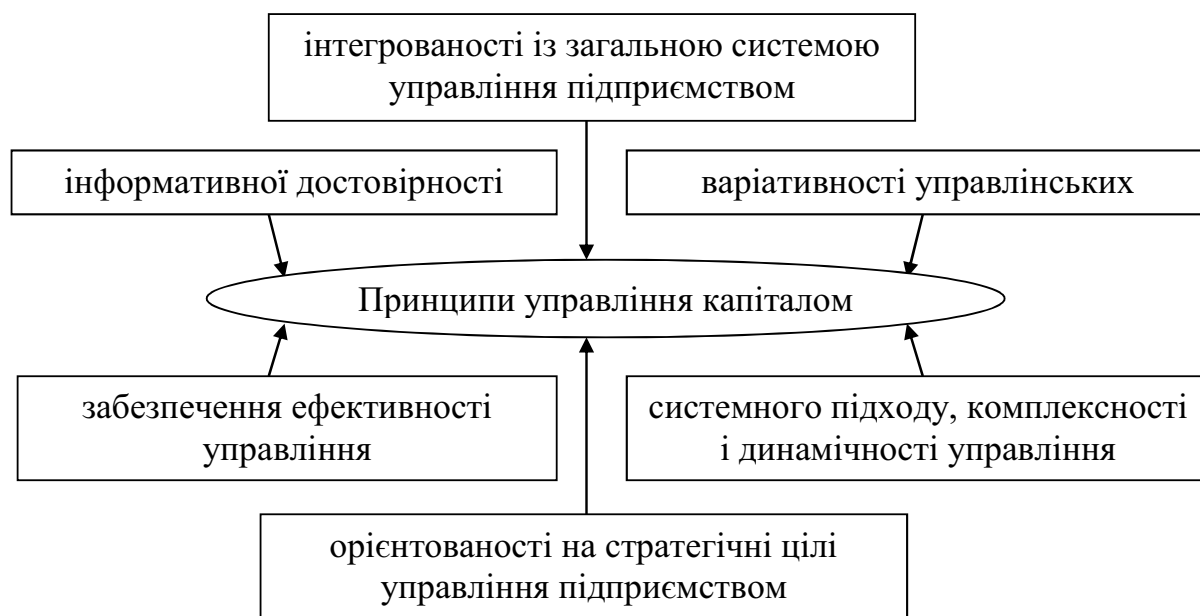 інтегрованості із загальною системою
управління підприємством
інформативної достовірності
варіативності управлінських
Принципи управління капіталом
забезпечення ефективності
управління
системного підходу, комплексності
і динамічності управління
орієнтованості на стратегічні цілі
управління підприємством